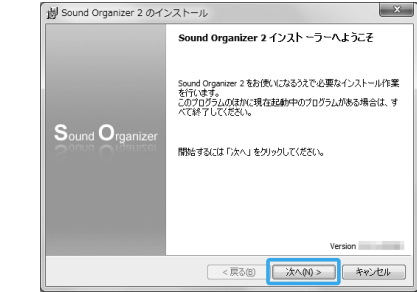 Sound Organizer 2 のインストール
Sound Organizer 2 インストーラーへようこそ
Sound Organizer 2 をお使いになるうえで必要なインストール作業
を行います。
このプログラムのほかに現在起動中のプログラムがある場合は、す
べて終了してください。
Sound Organizer
開始するには「次へ」をクリックしてください。
Version
< 戻る(B)
次へ(N) >
キャンセル